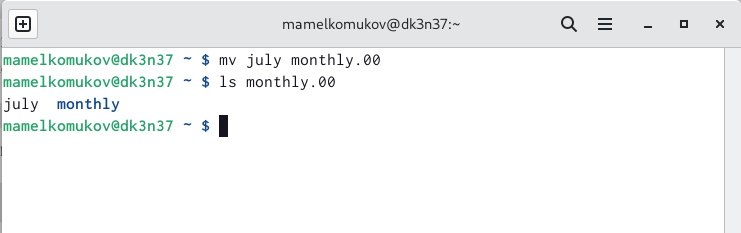 mamelkomukov@dk3n37:~
mamelkomukov@dk3n37 ~ $ mv july monthly.00
mamelkomukov@dk3n37 ~ $ ls monthly.00
july  monthly
mamelkomukov@dk3n37 ~ $